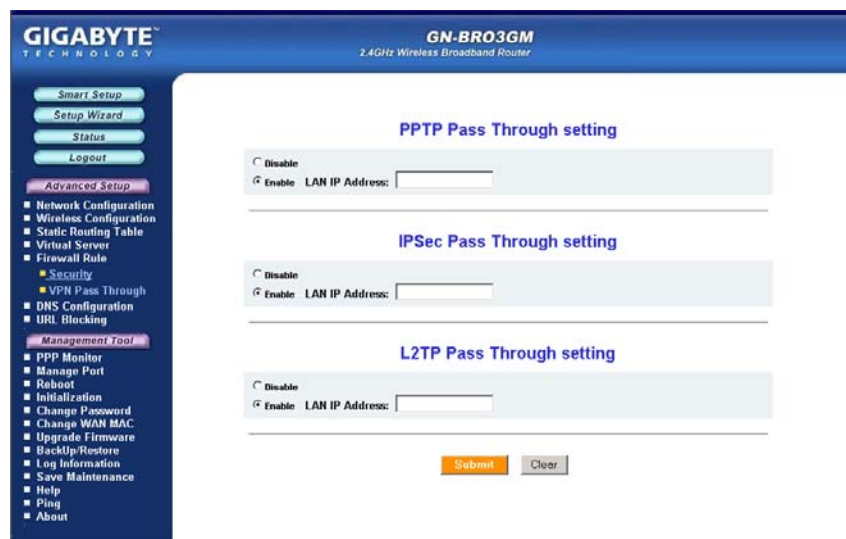 GIGABYTE™
TECHNOLOGY
GN-BR03GM
2.4GHz Wireless Broadband Router
Smart Setup
Setup Wizard
Status
Logout
Advanced Setup
Network Configuration
Wireless Configuration
Static Routing Table
Virtual Server
Firewall Rule
Security
VPN Pass Through
DNS Configuration
URL Blocking
Management Tool
PPP Monitor
Manage Port
Reboot
Initialization
Change Password
Change WAN MAC
Upgrade Firmware
BackUp/Restore
Log Information
Save Maintenance
Help
Ping
About
PPTP Pass Through setting
Disable
Enable LAN IP Address:
IPSec Pass Through setting
Disable
Enable LAN IP Address:
L2TP Pass Through setting
Disable
Enable LAN IP Address:
Submit Clear